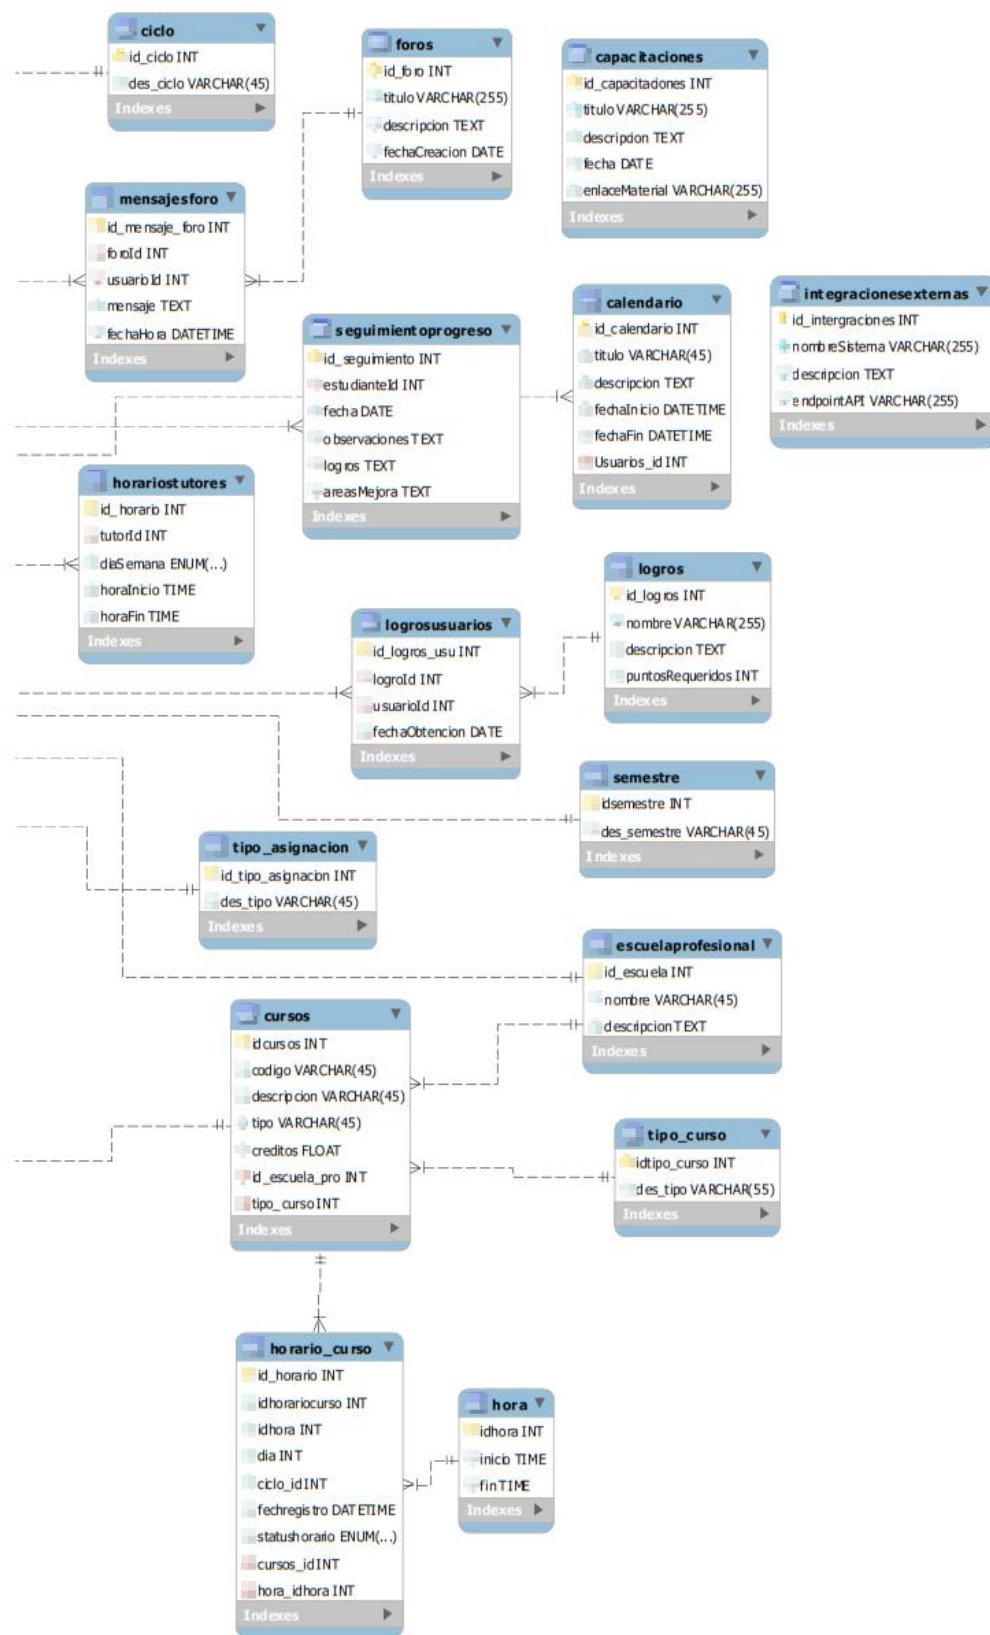 ciclo
id_ciclo INT
des_ciclo VARCHAR(45)
Indexes
foros
id_foro INT
titulo VARCHAR(255)
descripcion TEXT
fechaCreacion DATE
Indexes
capacitaciones
id_capacitaciones INT
titulo VARCHAR(255)
descripcion TEXT
fecha DATE
enlaceMaterial VARCHAR(255)
Indexes
mensajesforo
id_mensaje_foro INT
foroId INT
usuarioId INT
mensaje TEXT
fechaHora DATETIME
Indexes
seguimientoprogreso
id_seguimiento INT
estudianteId INT
fecha DATE
observaciones TEXT
logros TEXT
areasMejora TEXT
Indexes
calendario
id_calendario INT
titulo VARCHAR(45)
descripcion TEXT
fechaInicio DATETIME
fechaFin DATETIME
Usuarios_id INT
Indexes
integracionesexternas
id_intergraciones INT
nombreSistema VARCHAR(255)
descripcion TEXT
endpointAPI VARCHAR(255)
Indexes
horariostutores
id_horario INT
tutorId INT
diaSemana ENUM(...)
horaInicio TIME
horaFin TIME
Indexes
logrosusuarios
id_logros_usu INT
logroId INT
usuarioId INT
fechaObtencion DATE
Indexes
logros
id_logros INT
nombre VARCHAR(255)
descripcion TEXT
puntosRequeridos INT
Indexes
semestre
idsemestre INT
des_semestre VARCHAR(45)
Indexes
tipo_asignacion
id_tipo_asignacion INT
des_tipo VARCHAR(45)
Indexes
escuelaprofesional
id_escuela INT
nombre VARCHAR(45)
descripcion TEXT
Indexes
cursos
idcursos INT
codigo VARCHAR(45)
descripcion VARCHAR(45)
tipo VARCHAR(45)
creditos FLOAT
id_escuela_pro INT
tipo_curso INT
Indexes
tipo_curso
idtipo_curso INT
des_tipo VARCHAR(55)
Indexes
horario_curso
id_horario INT
idhorariocurso INT
idhora INT
dia INT
ciclo_id INT
fechregistro DATETIME
statushorario ENUM(...)
cursos_id INT
hora_idhora INT
Indexes
hora
idhora INT
inicio TIME
fin TIME
Indexes